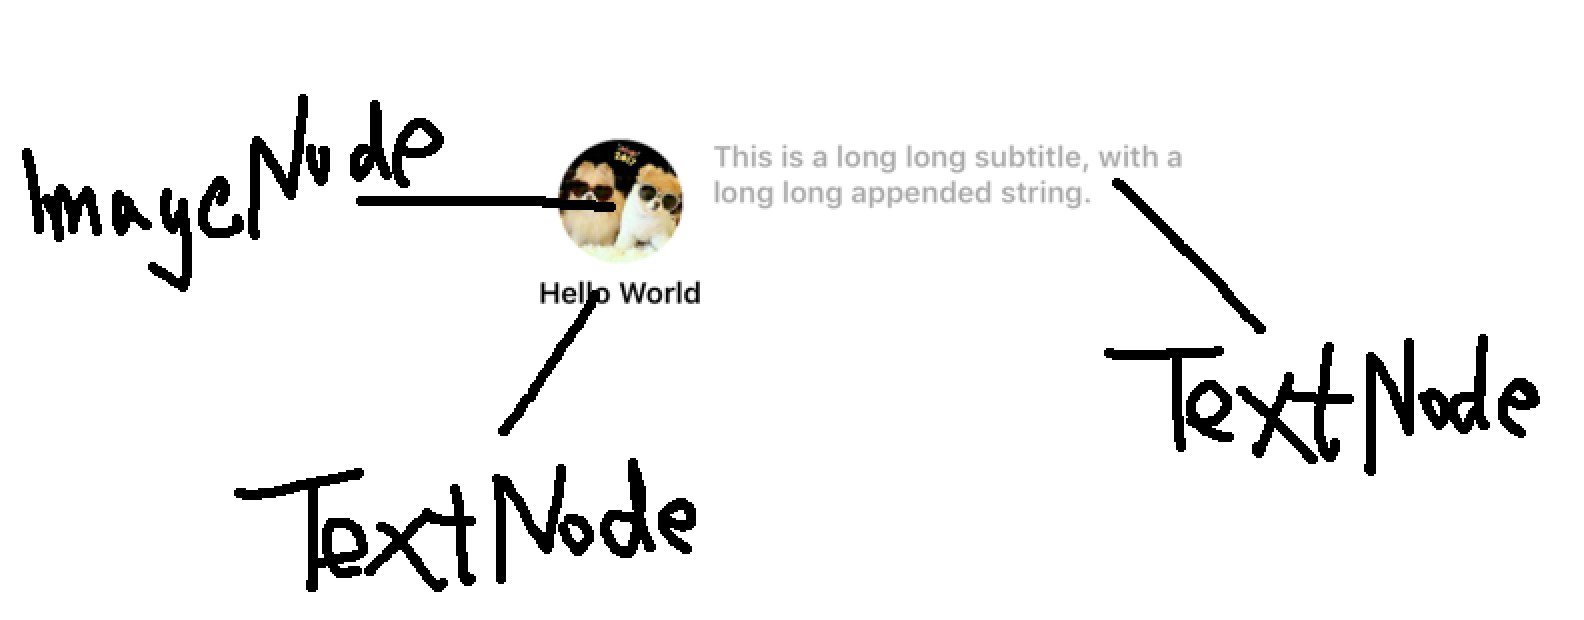 ImageNode
This is a long long subtitle, with a
long long appended string.
Hello World
TextNode
TextNode